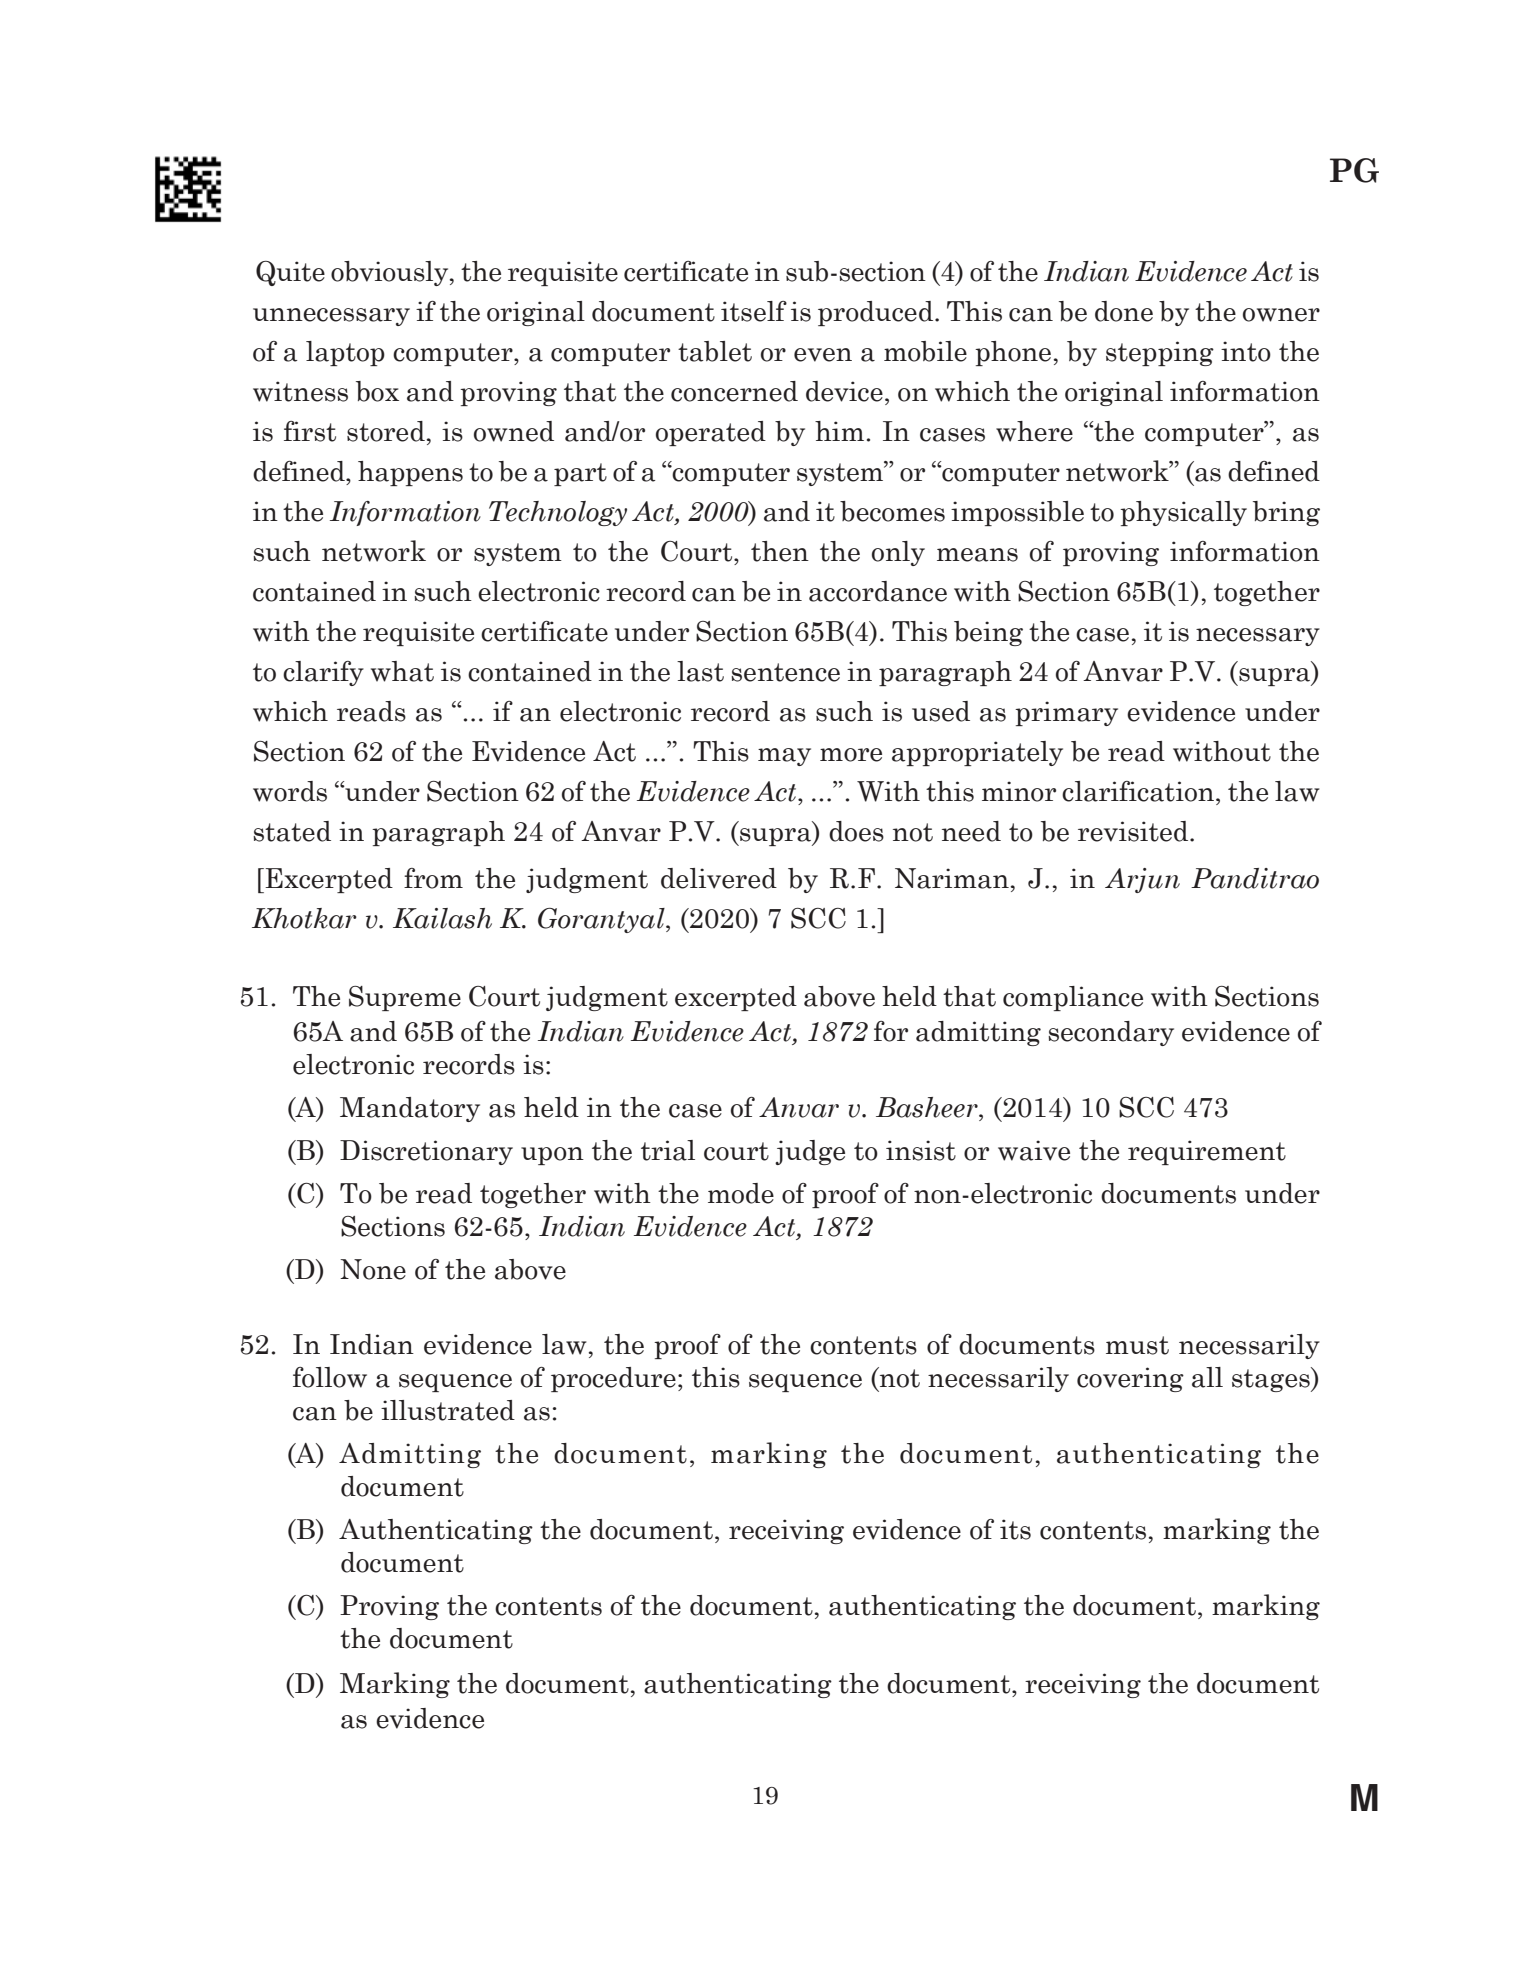 PG
Quite obviously, the requisite certificate in sub-section (4) of the Indian Evidence Act is
unnecessary if the original document itself is produced. This can be done by the owner
of a laptop computer, a computer tablet or even a mobile phone, by stepping into the
witness box and proving that the concerned device, on which the original information
is first stored, is owned and/or operated by him. In cases where “the computer”, as
defined, happens to be a part of a “computer system” or “computer network” (as defined
in the Information Technology Act, 2000) and it becomes impossible to physically bring
such network or system to the Court, then the only means of proving information
contained in such electronic record can be in accordance with Section 65B(1), together
with the requisite certificate under Section 65B(4). This being the case, it is necessary
to clarify what is contained in the last sentence in paragraph 24 of Anvar P.V. (supra)
which reads as “... if an electronic record as such is used as primary evidence under
Section 62 of the Evidence Act ...”. This may more appropriately be read without the
words “under Section 62 of the Evidence Act, ...”. With this minor clarification, the law
stated in paragraph 24 of Anvar P.V. (supra) does not need to be revisited.
[Excerpted from the judgment delivered by R.F. Nariman, J., in Arjun Panditrao
Khotkar v. Kailash K. Gorantyal, (2020) 7 SCC 1.]
51. The Supreme Court judgment excerpted above held that compliance with Sections
65A and 65B of the Indian Evidence Act, 1872 for admitting secondary evidence of
electronic records is:
(A) Mandatory as held in the case of Anvar v. Basheer, (2014) 10 SCC 473
(B) Discretionary upon the trial court judge to insist or waive the requirement
(C) To be read together with the mode of proof of non-electronic documents under
Sections 62-65, Indian Evidence Act, 1872
(D) None of the above
52. In Indian evidence law, the proof of the contents of documents must necessarily
follow a sequence of procedure; this sequence (not necessarily covering all stages)
can be illustrated as:
(A) Admitting the document, marking the document, authenticating the
document
(B) Authenticating the document, receiving evidence of its contents, marking the
document
(C) Proving the contents of the document, authenticating the document, marking
the document
(D) Marking the document, authenticating the document, receiving the document
as evidence
19
M